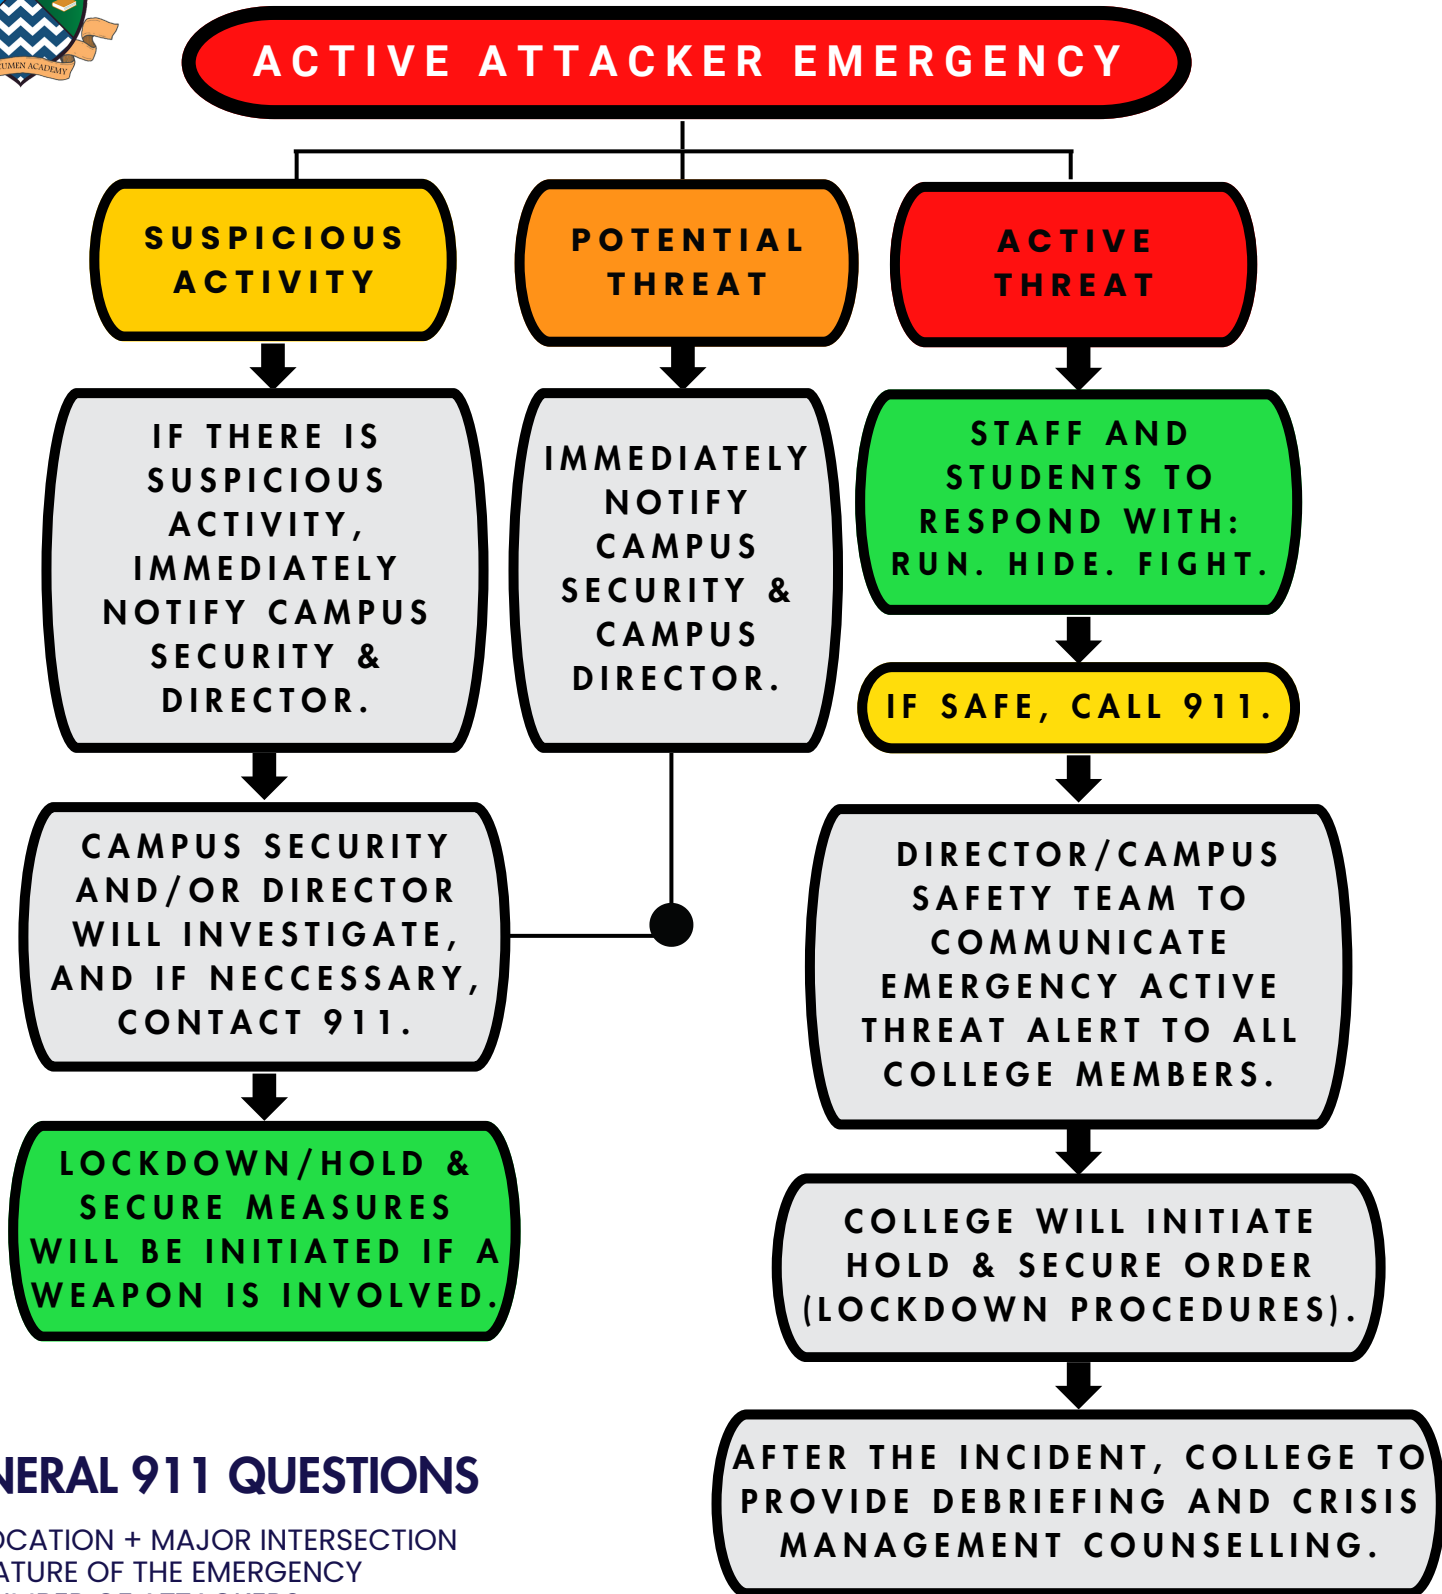 ACADEMY
ACTIVE ATTACKER EMERGENCY
SUSPICIOUS
ACTIVITY
IF THERE IS
SUSPICIOUS
ACTIVITY,
IMMEDIATELY
NOTIFY CAMPUS
SECURITY &
DIRECTOR.
CAMPUS SECURITY
AND/OR DIRECTOR
WILL INVESTIGATE,
AND IF NECCESSARY,
CONTACT 911.
LOCKDOWN/HOLD &
SECURE MEASURES
WILL BE INITIATED IF A
WEAPON IS INVOLVED.
POTENTIAL
THREAT
IMMEDIATELY
NOTIFY
CAMPUS
SECURITY &
CAMPUS
DIRECTOR.
ACTIVE
THREAT
STAFF AND
STUDENTS TO
RESPOND WITH:
RUN. HIDE. FIGHT.
IF SAFE, CALL 911.
DIRECTOR/CAMPUS
SAFETY TEAM TO
COMMUNICATE
EMERGENCY ACTIVE
THREAT ALERT TO ALL
COLLEGE MEMBERS.
COLLEGE WILL INITIATE
HOLD & SECURE ORDER
(LOCKDOWN PROCEDURES).
AFTER THE INCIDENT, COLLEGE TO
PROVIDE DEBRIEFING AND CRISIS
MANAGEMENT COUNSELLING.
911 QUESTIONS
+ MAJOR INTERSECTION
OF THE EMERGENCY